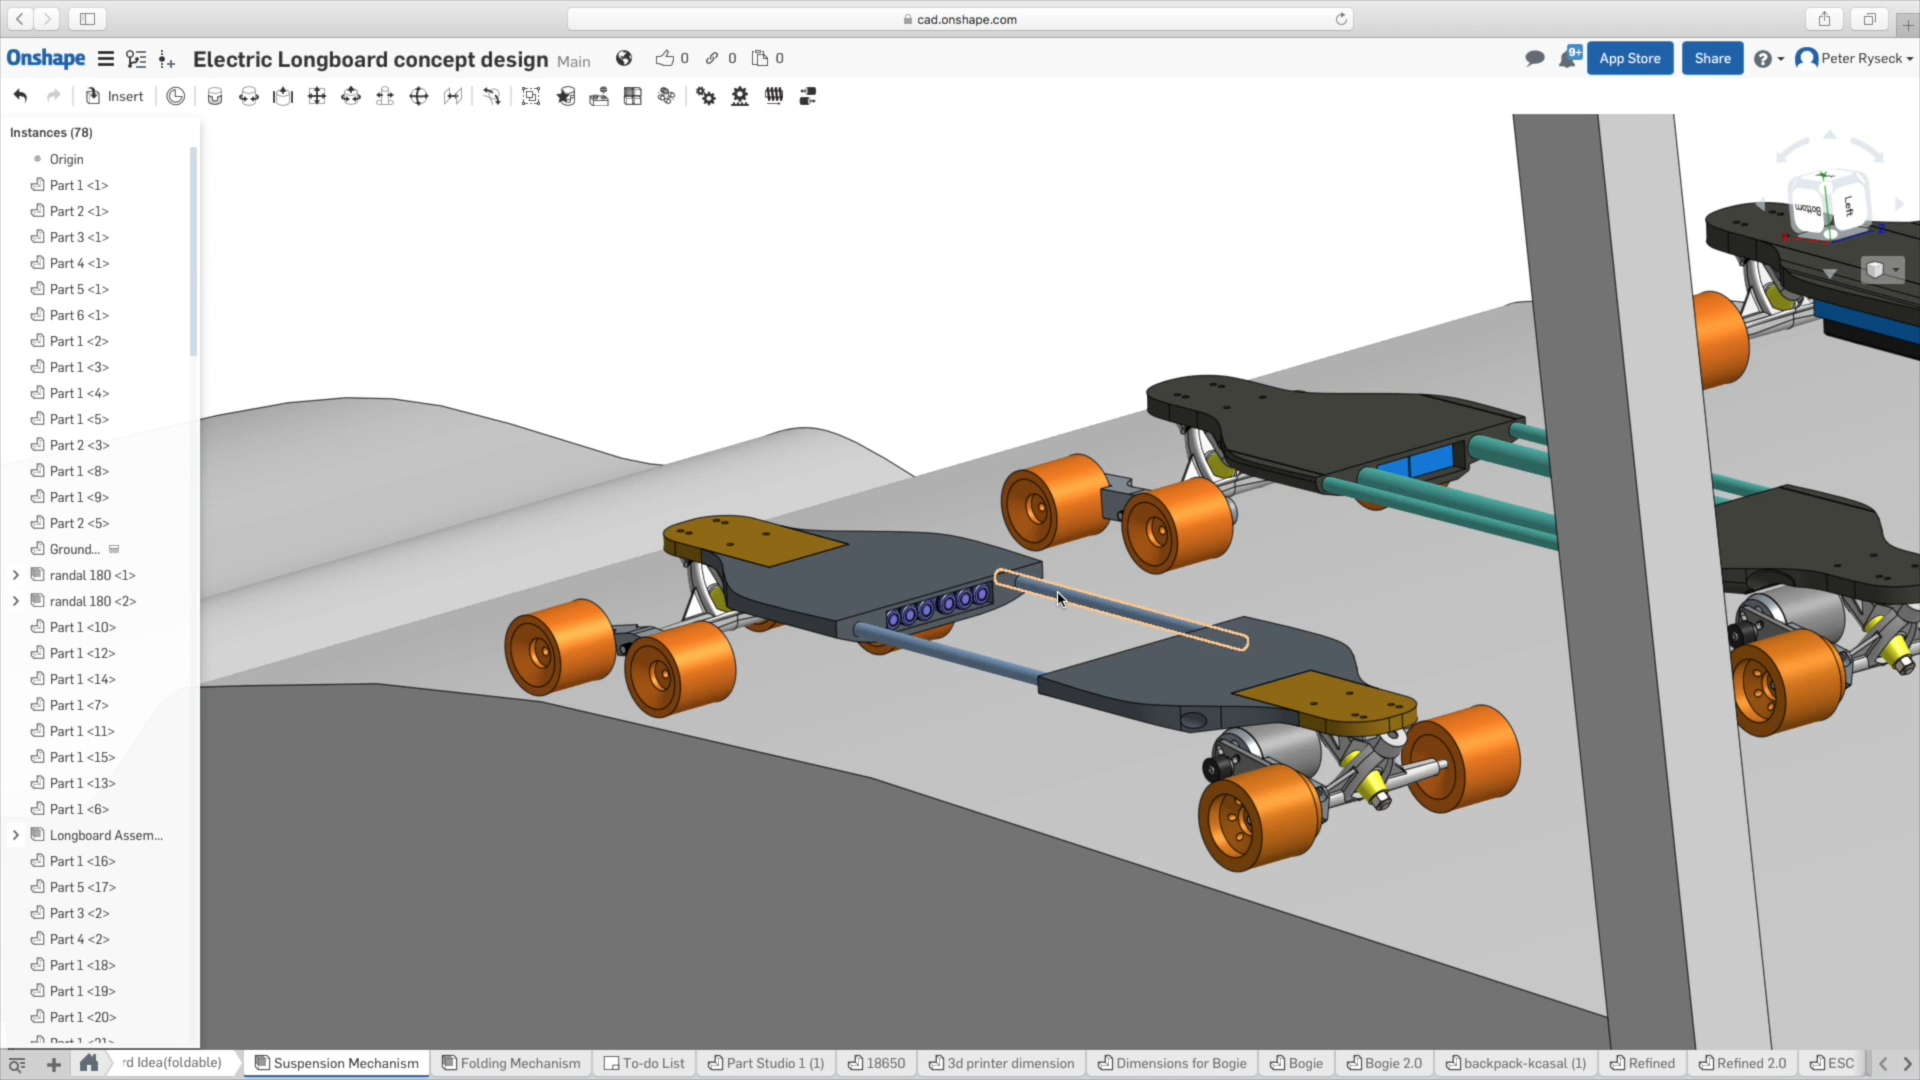 cad.onshape.com
Onshape Electric Longboard concept design Main 0 0 0 9+ App Store Share Peter Ryseck
Insert
Instances (78)
Origin
Part 1 <1>
Part 2 <1>
Part 3 <1>
Part 4 <1>
Part 5 <1>
Part 6 <1>
Part 1 <2>
Part 1 <3>
Part 1 <4>
Part 1 <5>
Part 2 <3>
Part 1 <8>
Part 1 <9>
Part 2 <5>
Ground...
randal 180 <1>
randal 180 <2>
Part 1 <10>
Part 1 <12>
Part 1 <14>
Part 1 <7>
Part 1 <11>
Part 1 <15>
Part 1 <13>
Part 1 <6>
Longboard Assem...
Part 1 <16>
Part 5 <17>
Part 3 <2>
Part 4 <2>
Part 1 <18>
Part 1 <19>
Part 1 <20>
Part 1 <21>
Bottom Left
X Z
rd Idea(foldable) Suspension Mechanism Folding Mechanism To-do List Part Studio 1 (1) 18650 3d printer dimension Dimensions for Bogie Bogie Bogie 2.0 backpack-kcasal (1) Refined Refined 2.0 ESC